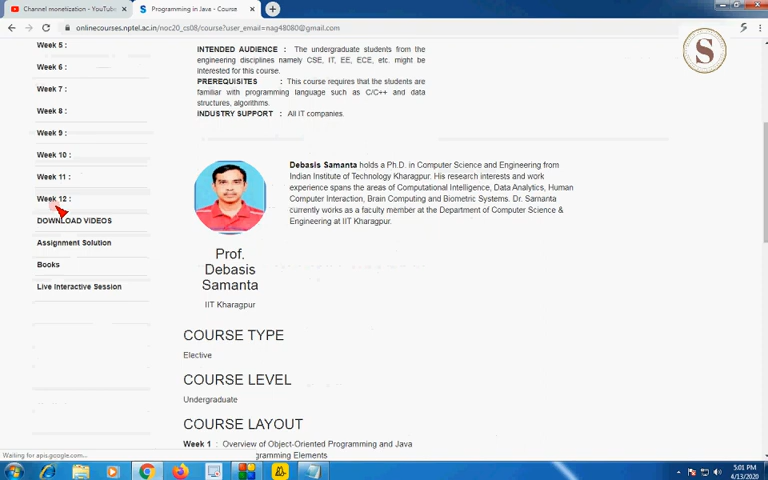 Channel monetization - YouTu
Programming in Java - Course
onlinecourses.nptel.ac.in/noc20_cs08/course?user_email=nag48080@gmail.com
S
Week 5 :
Week 6 :
Week 7 :
Week 8 :
Week 9 :
Week 10 :
Week 11 :
Week 12 :
DOWNLOAD VIDEOS
Assignment Solution
Books
Live Interactive Session
INTENDED AUDIENCE : The undergraduate students from the
engineering disciplines namely CSE, IT, EE, ECE, etc. might be
interested for this course.
PREREQUISITES : This course requires that the students are
familiar with programming language such as C/C++ and data
structures, algorithms.
INDUSTRY SUPPORT : All IT companies.
Debasis Samanta holds a Ph.D. in Computer Science and Engineering from
Indian Institute of Technology Kharagpur. His research interests and work
experience spans the areas of Computational Intelligence, Data Analytics, Human
Computer Interaction, Brain Computing and Biometric Systems. Dr. Samanta
currently works as a faculty member at the Department of Computer Science &
Engineering at IIT Kharagpur.
Prof.
Debasis
Samanta
IIT Kharagpur
COURSE TYPE
Elective
COURSE LEVEL
Undergraduate
COURSE LAYOUT
Week 1 : Overview of Object-Oriented Programming and Java
gramming Elements
Waiting for apis.google.com...
5:01 PM
4/13/2020